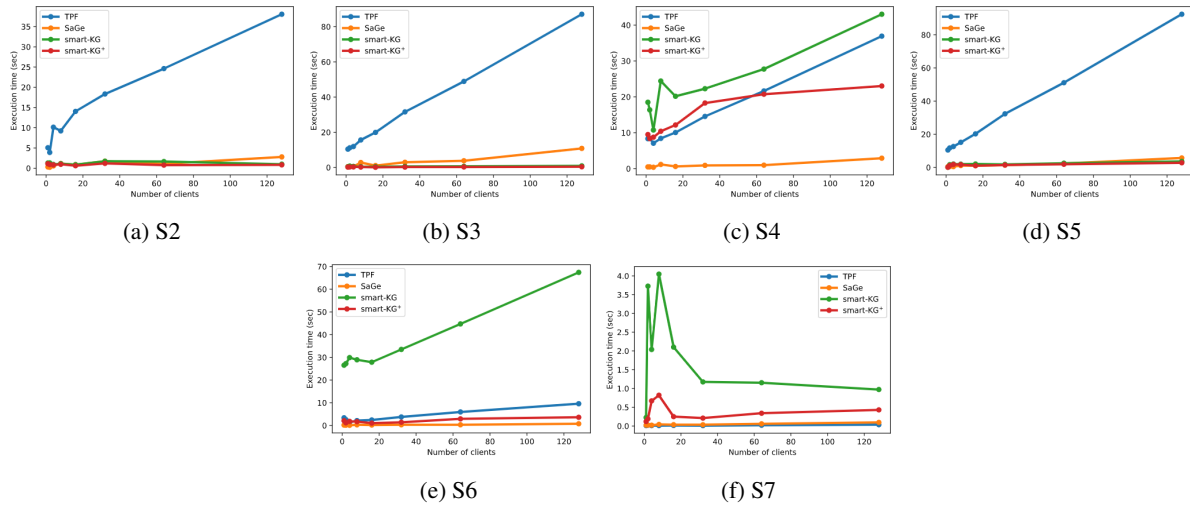 Execution time (sec)
35
30
25
20
15
10
5
0
TPF
SaGe
smart-KG
smart-KG⁺
0 20 40 60 80 100 120
Number of clients
(a) S2
Execution time (sec)
80
60
40
20
0
TPF
SaGe
smart-KG
smart-KG⁺
0 20 40 60 80 100 120
Number of clients
(b) S3
Execution time (sec)
40
30
20
10
0
TPF
SaGe
smart-KG
smart-KG⁺
0 20 40 60 80 100 120
Number of clients
(c) S4
Execution time (sec)
80
60
40
20
0
TPF
SaGe
smart-KG
smart-KG⁺
0 20 40 60 80 100 120
Number of clients
(d) S5
Execution time (sec)
70
60
50
40
30
20
10
0
TPF
SaGe
smart-KG
smart-KG⁺
0 20 40 60 80 100 120
Number of clients
(e) S6
Execution time (sec)
4.0
3.5
3.0
2.5
2.0
1.5
1.0
0.5
0.0
TPF
SaGe
smart-KG
smart-KG⁺
0 20 40 60 80 100 120
Number of clients
(f) S7